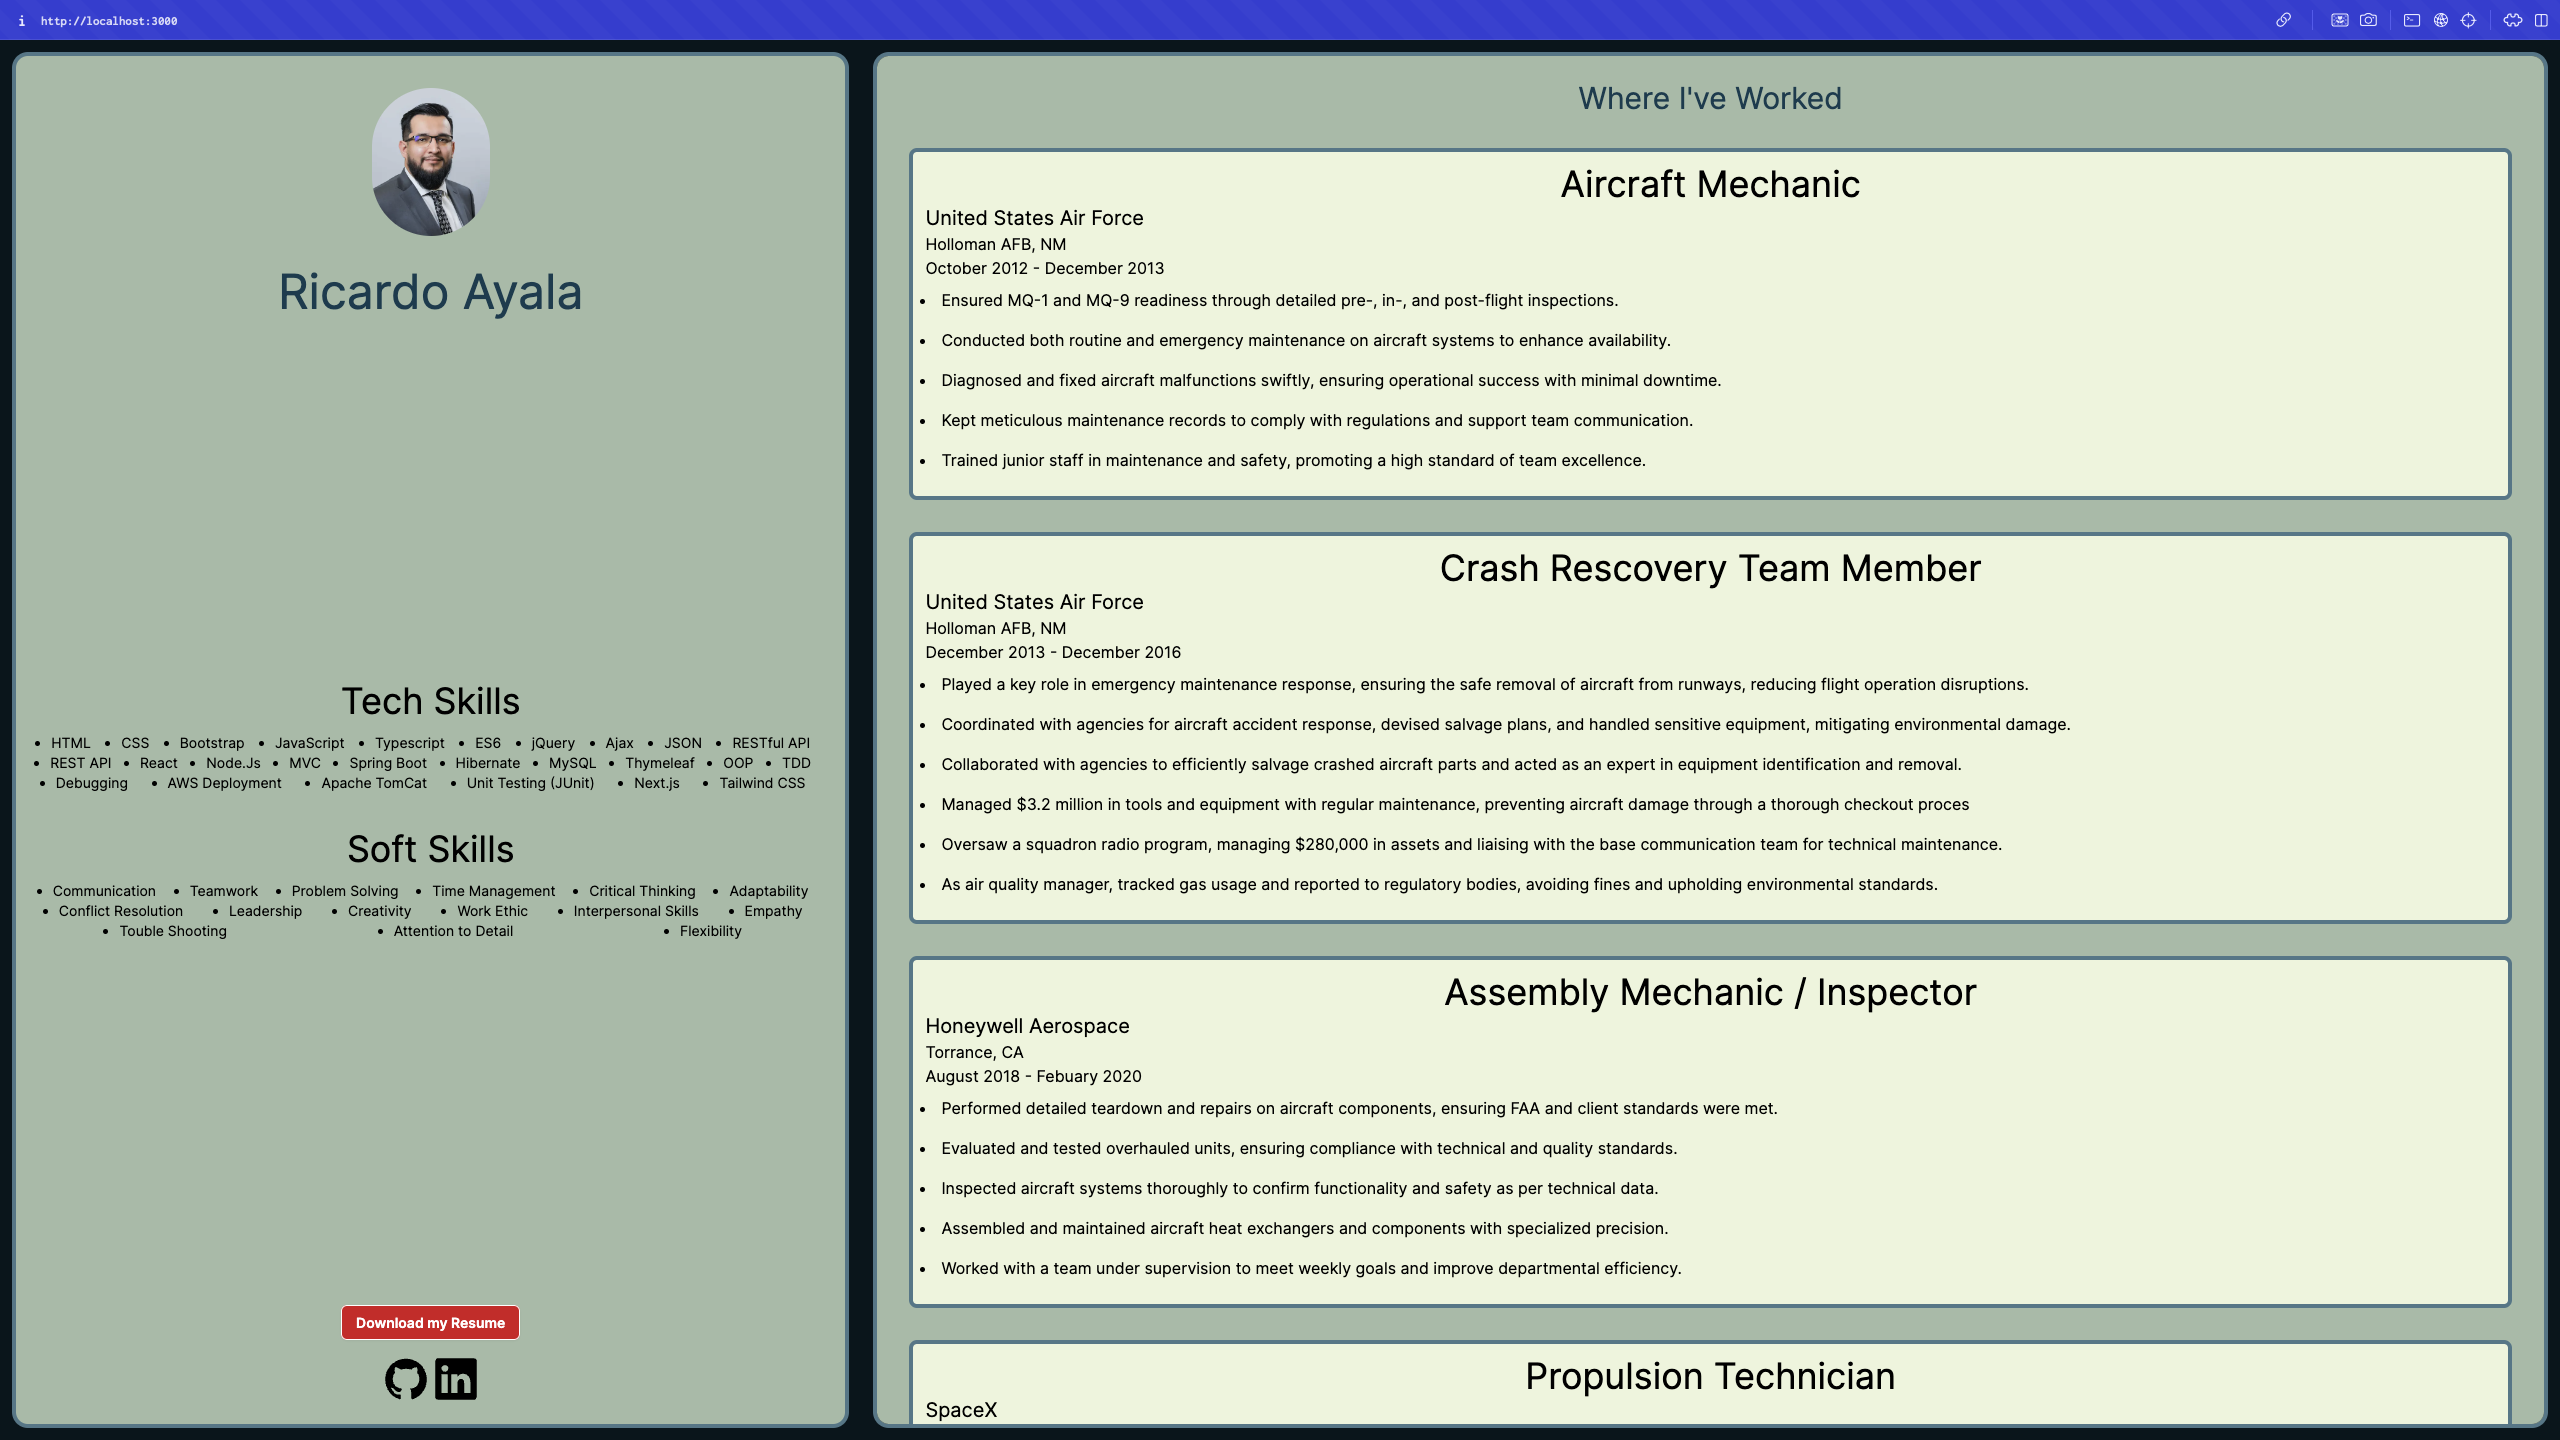 i http://localhost:3000
Ricardo Ayala
Tech Skills
• HTML • CSS • Bootstrap • JavaScript • Typescript • ES6 • jQuery • Ajax • JSON • RESTful API
• REST API • React • Node.Js • MVC • Spring Boot • Hibernate • MySQL • Thymeleaf • OOP • TDD
• Debugging • AWS Deployment • Apache TomCat • Unit Testing (JUnit) • Next.js • Tailwind CSS
Soft Skills
• Communication • Teamwork • Problem Solving • Time Management • Critical Thinking • Adaptability
• Conflict Resolution • Leadership • Creativity • Work Ethic • Interpersonal Skills • Empathy
• Touble Shooting • Attention to Detail • Flexibility
Download my Resume
in
Where I've Worked
Aircraft Mechanic
United States Air Force
Holloman AFB, NM
October 2012 - December 2013
• Ensured MQ-1 and MQ-9 readiness through detailed pre-, in-, and post-flight inspections.
• Conducted both routine and emergency maintenance on aircraft systems to enhance availability.
• Diagnosed and fixed aircraft malfunctions swiftly, ensuring operational success with minimal downtime.
• Kept meticulous maintenance records to comply with regulations and support team communication.
• Trained junior staff in maintenance and safety, promoting a high standard of team excellence.
Crash Rescovery Team Member
United States Air Force
Holloman AFB, NM
December 2013 - December 2016
• Played a key role in emergency maintenance response, ensuring the safe removal of aircraft from runways, reducing flight operation disruptions.
• Coordinated with agencies for aircraft accident response, devised salvage plans, and handled sensitive equipment, mitigating environmental damage.
• Collaborated with agencies to efficiently salvage crashed aircraft parts and acted as an expert in equipment identification and removal.
• Managed $3.2 million in tools and equipment with regular maintenance, preventing aircraft damage through a thorough checkout proces
• Oversaw a squadron radio program, managing $280,000 in assets and liaising with the base communication team for technical maintenance.
• As air quality manager, tracked gas usage and reported to regulatory bodies, avoiding fines and upholding environmental standards.
Assembly Mechanic / Inspector
Honeywell Aerospace
Torrance, CA
August 2018 - Febuary 2020
• Performed detailed teardown and repairs on aircraft components, ensuring FAA and client standards were met.
• Evaluated and tested overhauled units, ensuring compliance with technical and quality standards.
• Inspected aircraft systems thoroughly to confirm functionality and safety as per technical data.
• Assembled and maintained aircraft heat exchangers and components with specialized precision.
• Worked with a team under supervision to meet weekly goals and improve departmental efficiency.
Propulsion Technician
SpaceX